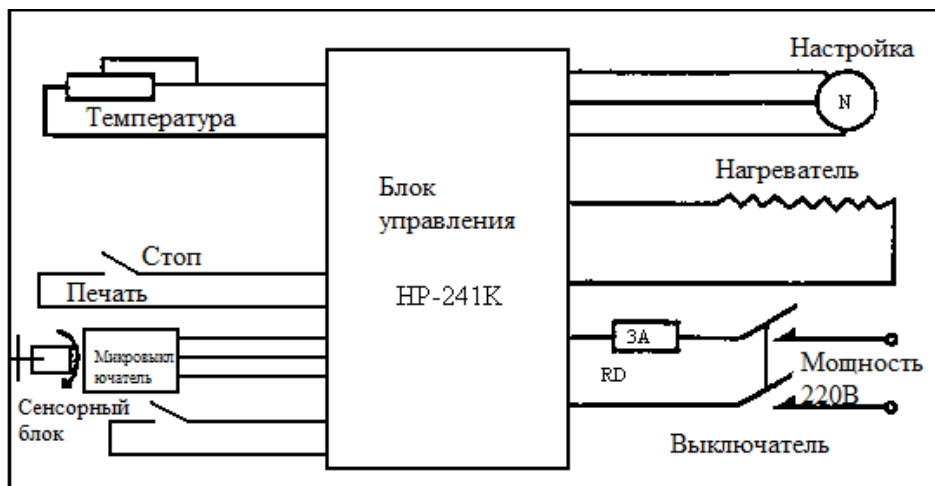 Настройка
N
Температура
Нагреватель
Блок
управления
HP-241K
Стоп
Печать
Микровыкл
ючатель
Сенсорный
блок
3A
RD
Мощность
220В
Выключатель